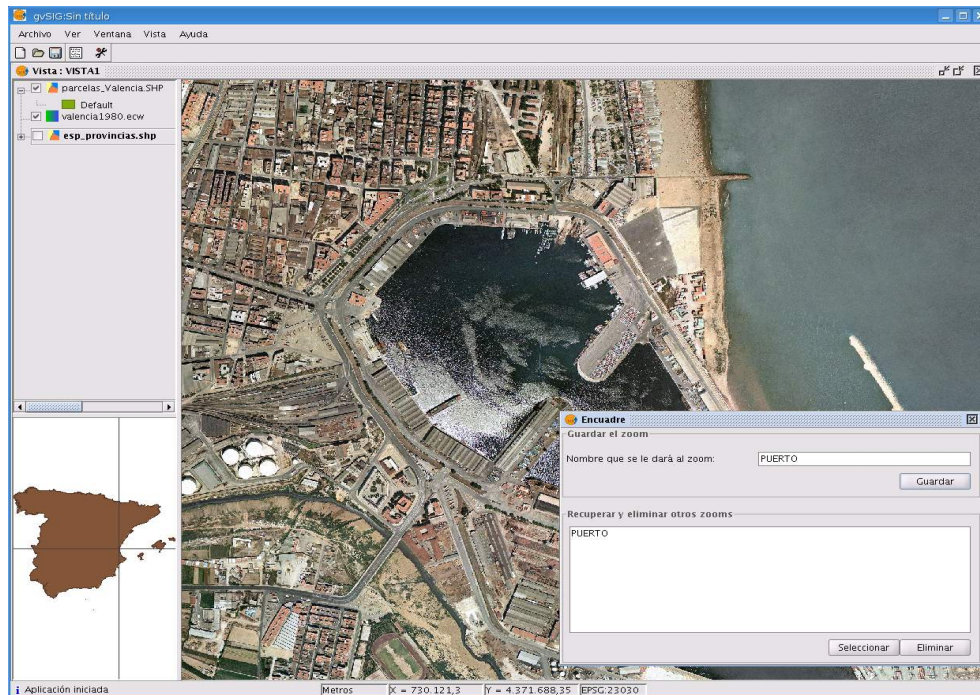 gvSIG:Sin título
Archivo Ver Ventana Vista Ayuda
Vista : VISTA1
parcelas_Valencia.SHP
Default
valencia1980.ecw
esp_provincias.shp
Encuadre
Guardar el zoom
Nombre que se le dará al zoom: PUERTO
Guardar
Recuperar y eliminar otros zooms
PUERTO
Seleccionar Eliminar
Aplicación iniciada Metros X = 730.121,3 Y = 4.371.688,35 EPSG:23030